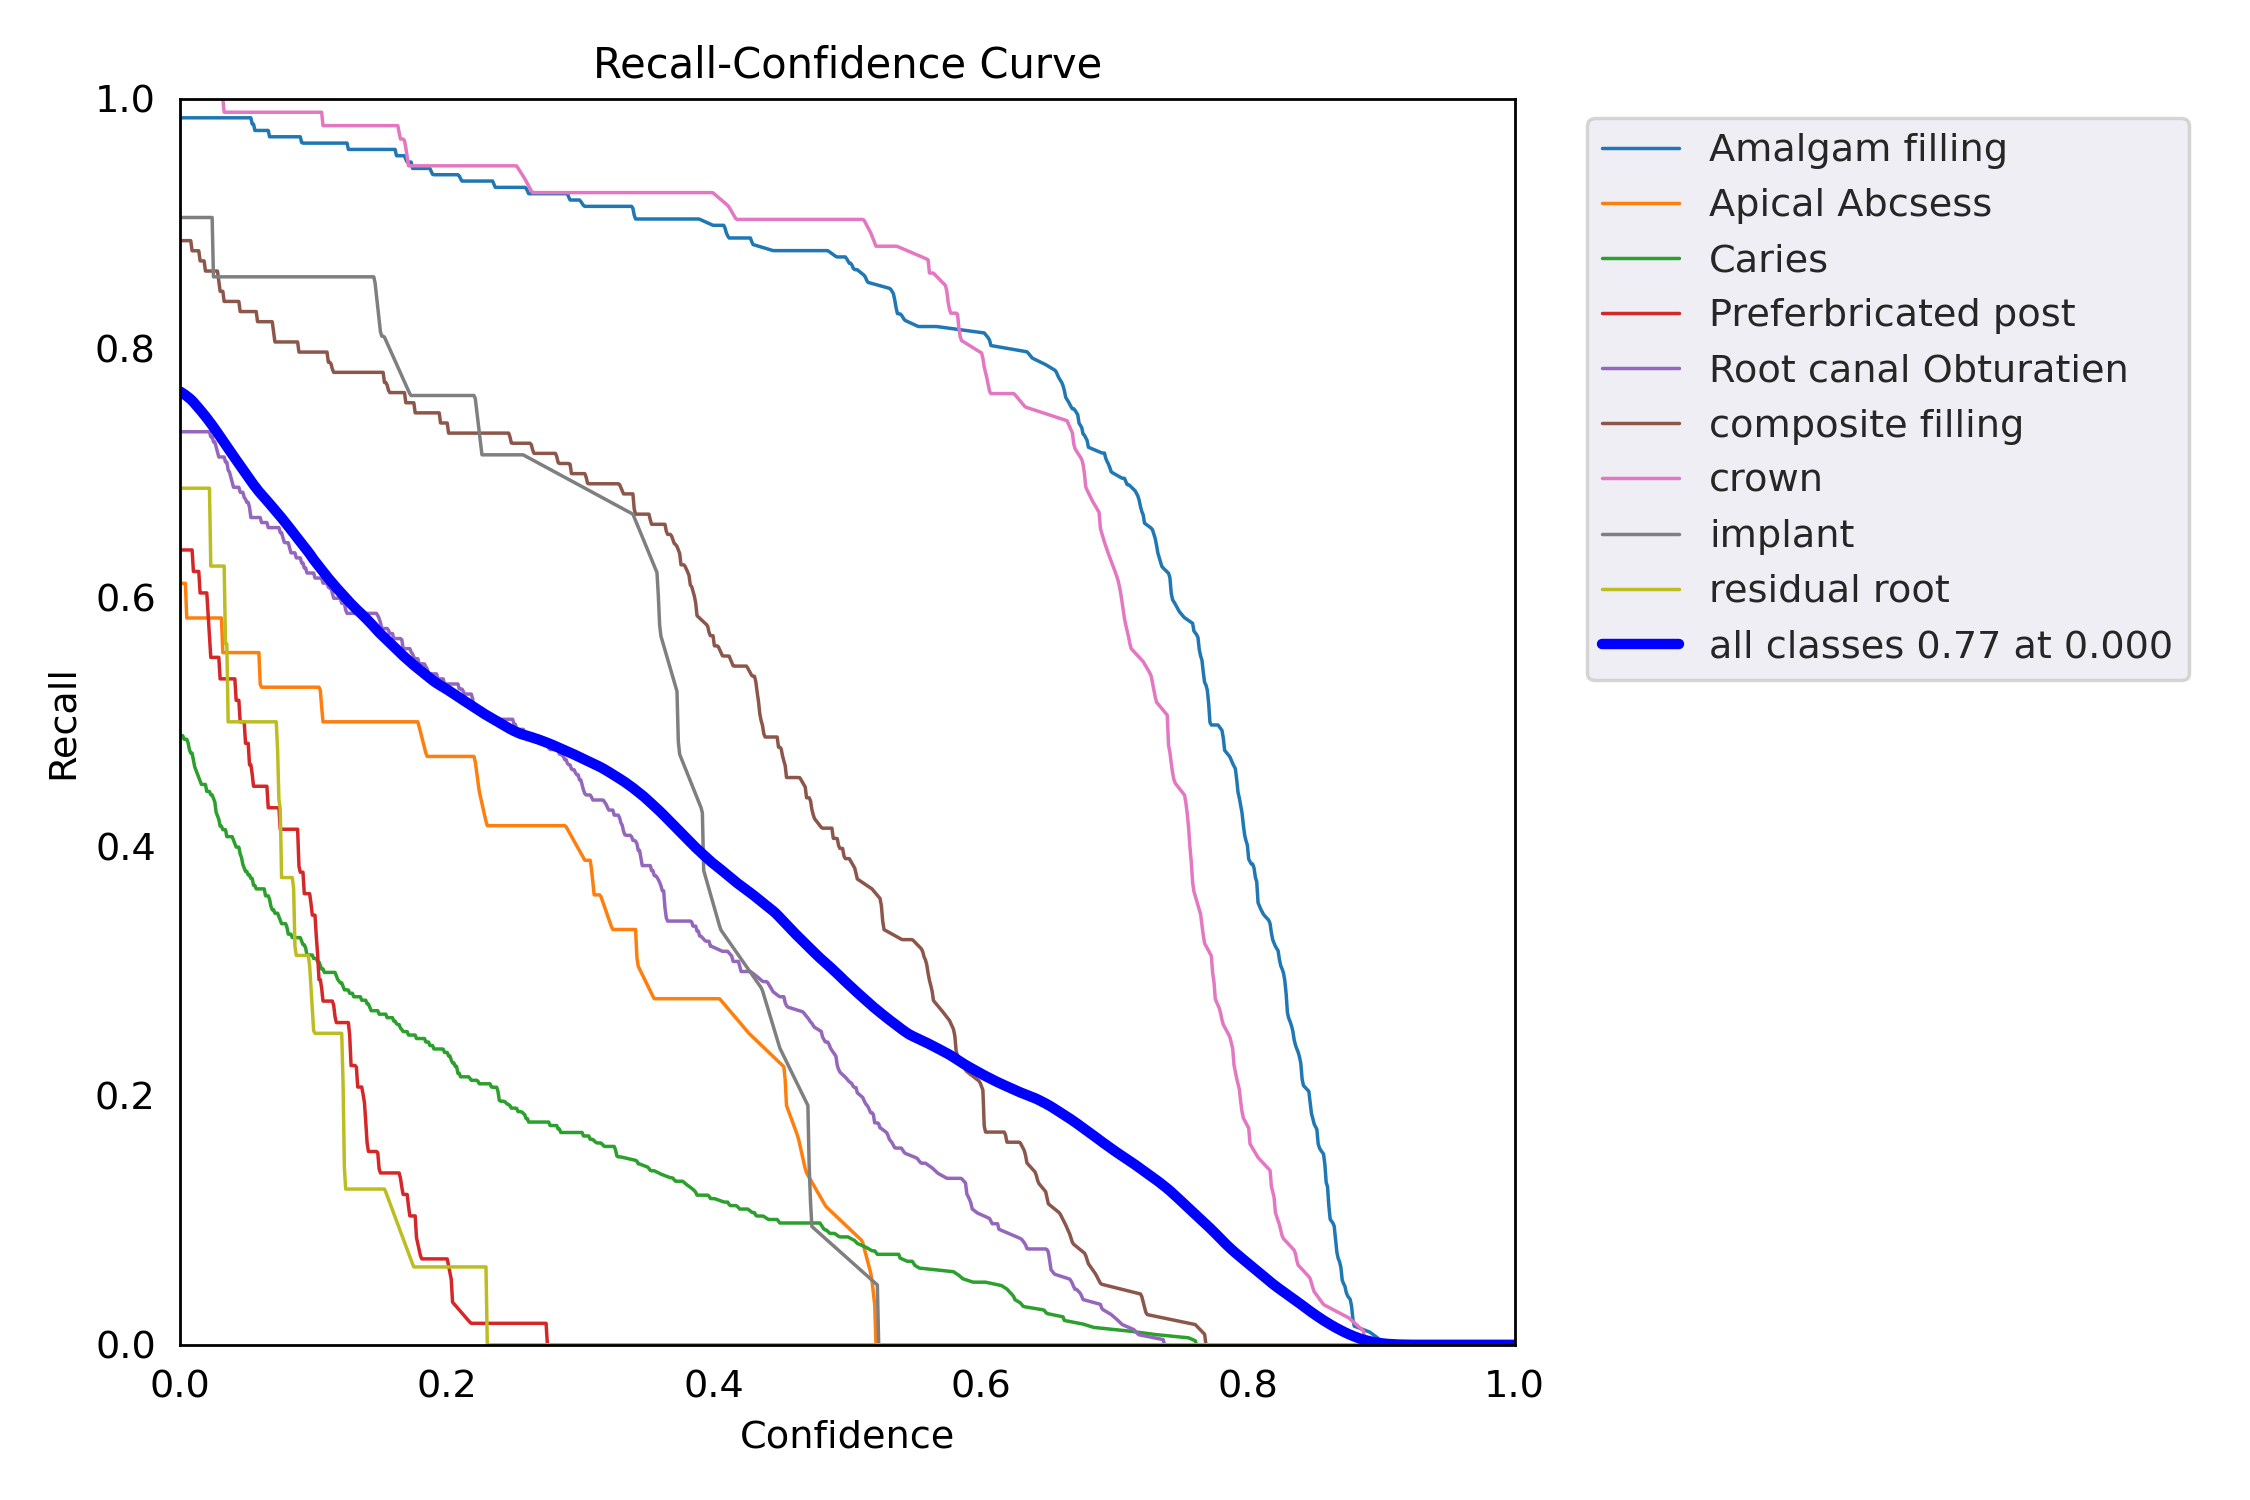 Recall-Confidence Curve
1.0
0.8
0.6
0.4
0.2
0.0
Recall
0.0 0.2 0.4 0.6 0.8 1.0
Confidence
Amalgam filling
Apical Abcsess
Caries
Preferbricated post
Root canal Obturatien
composite filling
crown
implant
residual root
all classes 0.77 at 0.000